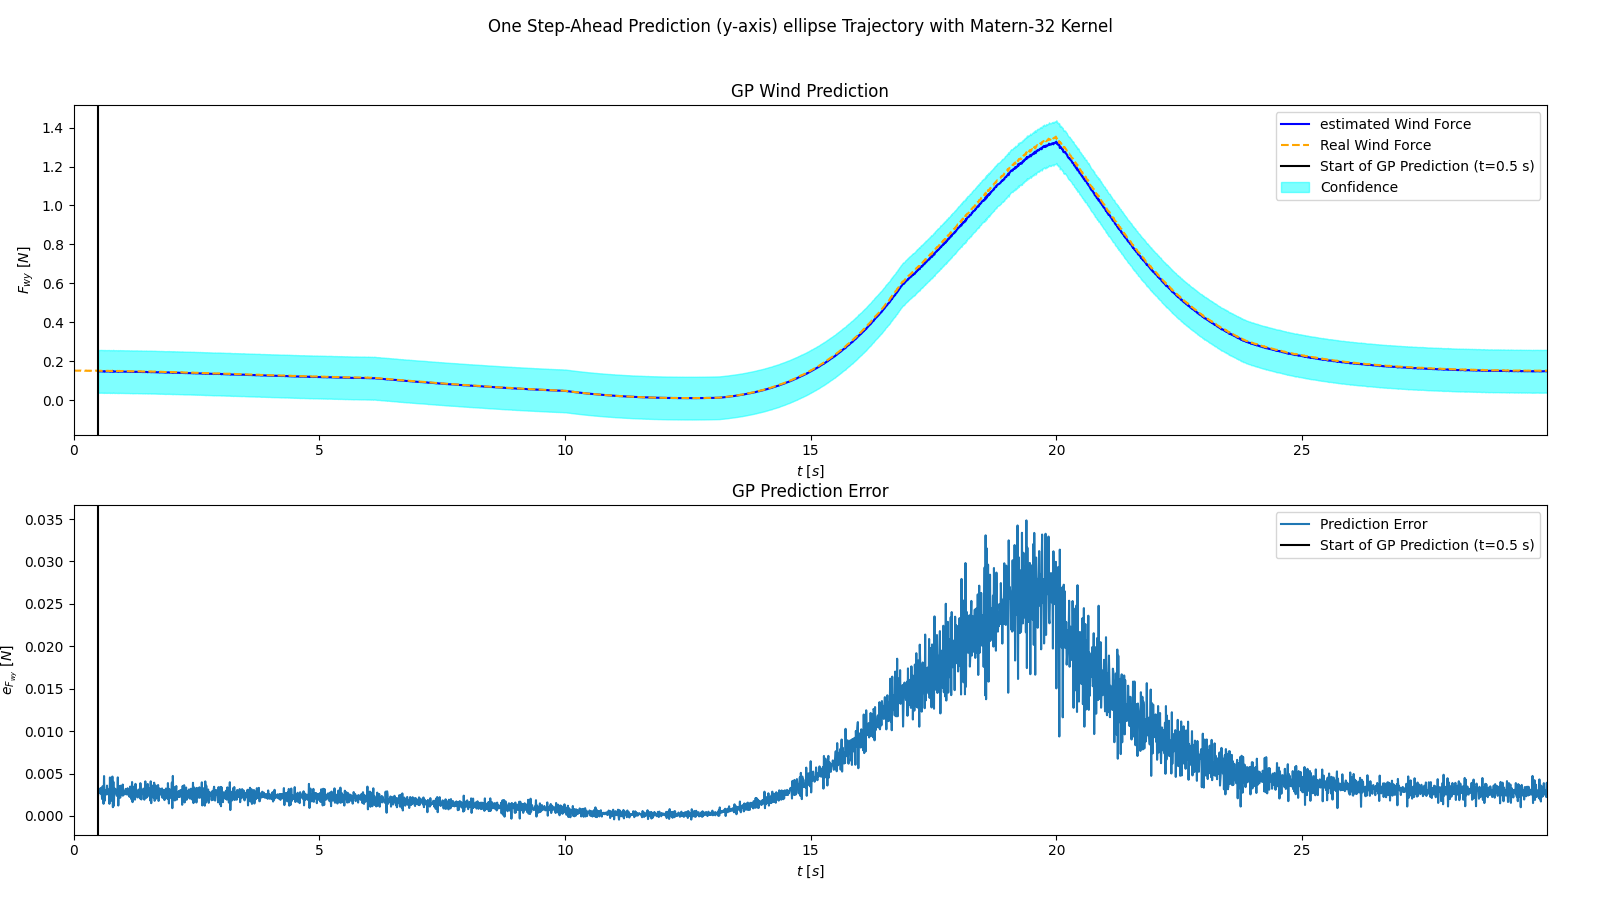 One Step-Ahead Prediction (y-axis) ellipse Trajectory with Matern-32 Kernel
GP Wind Prediction
1.4
1.2
1.0
0.8
0.6
0.4
0.2
0.0
F_wy [N]
estimated Wind Force
Real Wind Force
Start of GP Prediction (t=0.5 s)
Confidence
0 5 10 15 20 25
t [s]
GP Prediction Error
0.035
0.030
0.025
0.020
0.015
0.010
0.005
0.000
e_F_wy [N]
Prediction Error
Start of GP Prediction (t=0.5 s)
0 5 10 15 20 25
t [s]